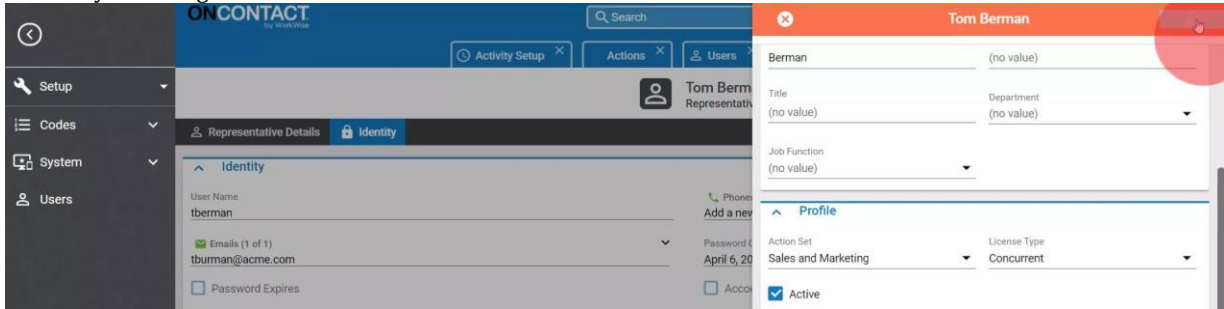 ONCONTACT
by WorkWise
Search
Tom Berman
Activity Setup
Actions
Users
Setup
Codes
System
Users
Tom Berm
Representativ
Representative Details
Identity
Identity
User Name
tberman
Phone
Add a new
Emails (1 of 1)
tburman@acme.com
Password
April 6, 20
Password Expires
Accou
Berman
(no value)
Title
(no value)
Department
(no value)
Job Function
(no value)
Profile
Action Set
Sales and Marketing
License Type
Concurrent
Active